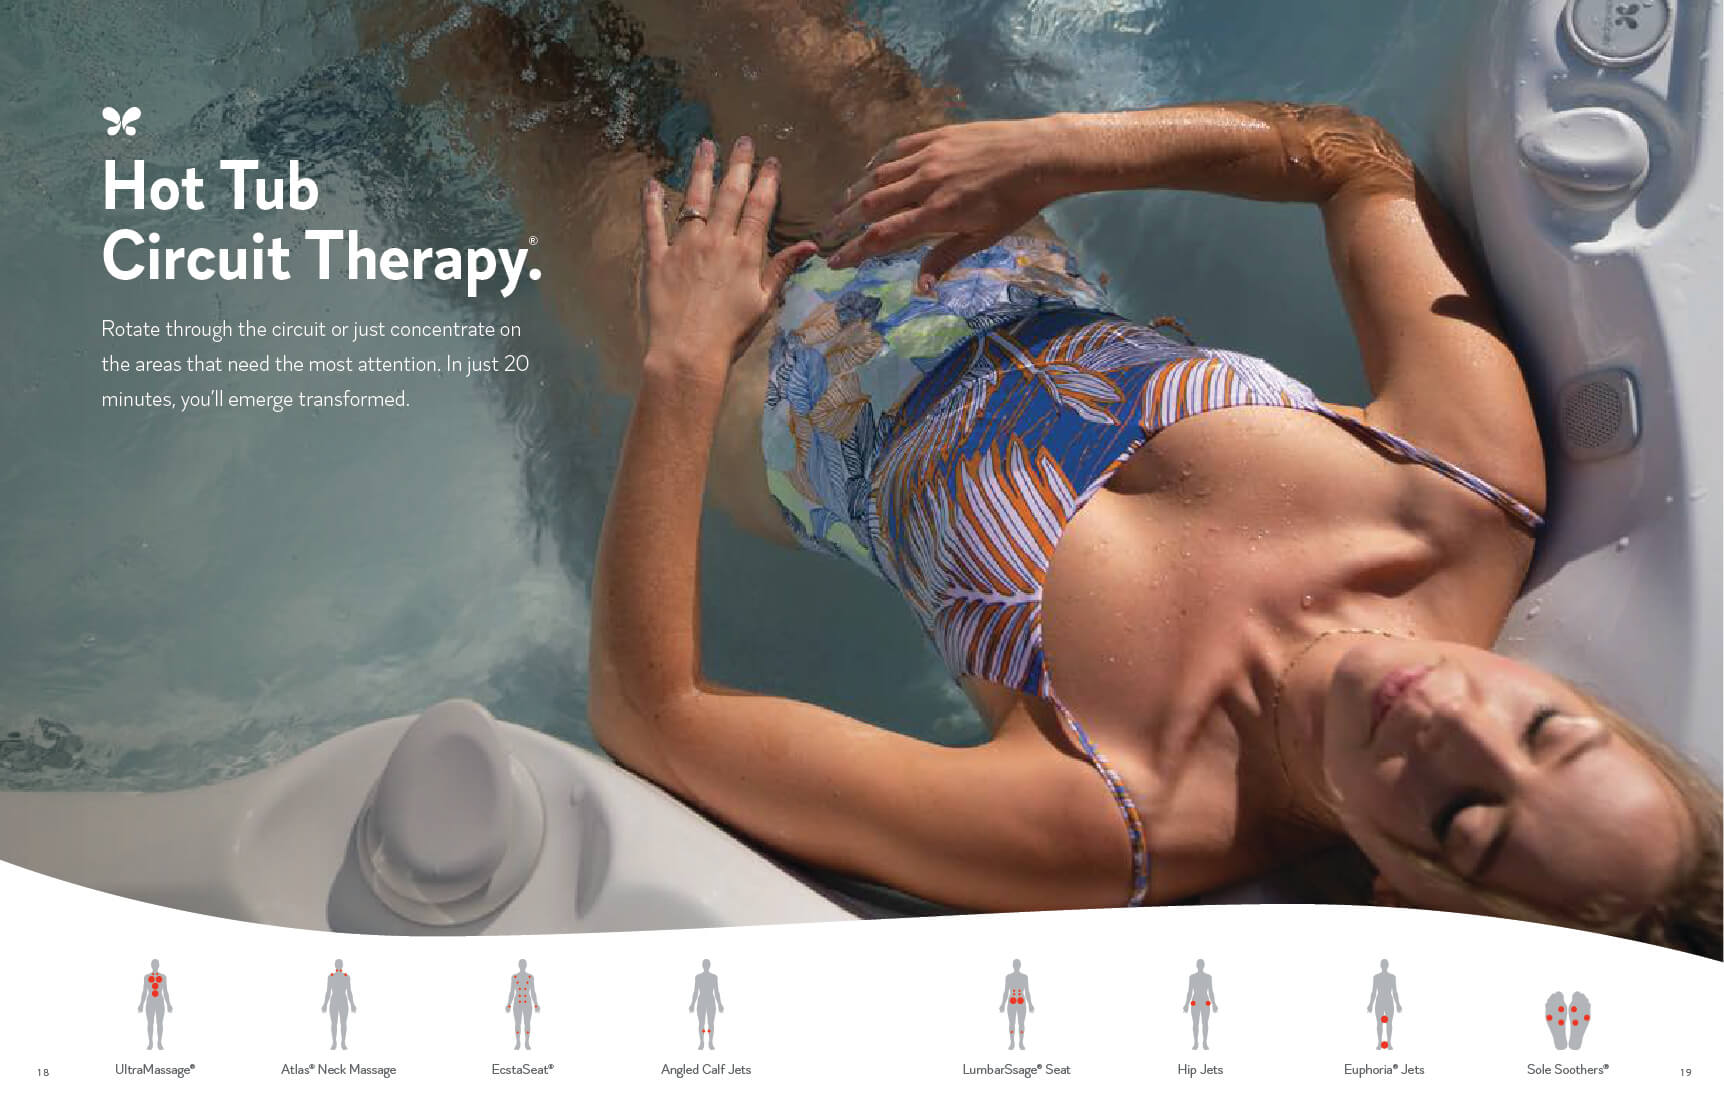 Hot Tub
Circuit Therapy.®
Rotate through the circuit or just concentrate on
the areas that need the most attention. In just 20
minutes, you’ll emerge transformed.
UltraMassage®
Atlas® Neck Massage
EcstaSeat®
Angled Calf Jets
LumbarSsage® Seat
Hip Jets
Euphoria® Jets
Sole Soothers®
18
19